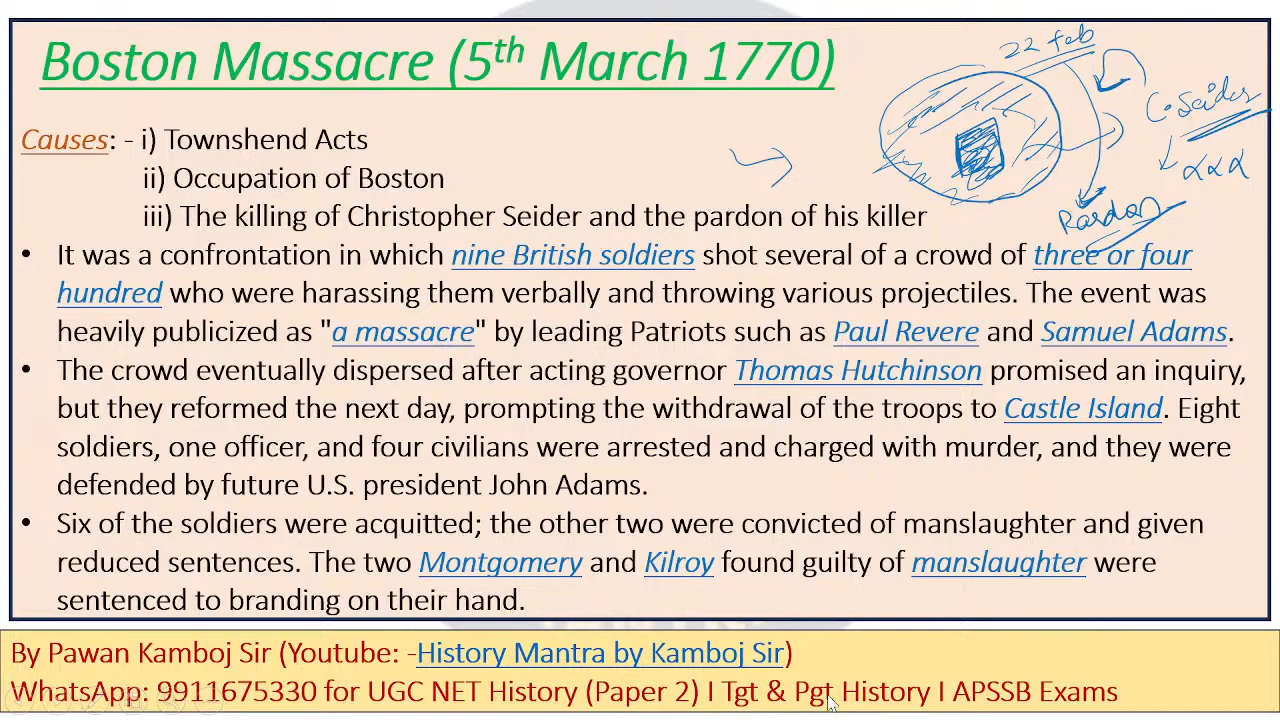 Boston Massacre (5th March 1770)
22 feb
C. Seider
Causes: - i) Townshend Acts
ii) Occupation of Boston
iii) The killing of Christopher Seider and the pardon of his killer
Pardon
• It was a confrontation in which nine British soldiers shot several of a crowd of three or four
hundred who were harassing them verbally and throwing various projectiles. The event was
heavily publicized as "a massacre" by leading Patriots such as Paul Revere and Samuel Adams.
• The crowd eventually dispersed after acting governor Thomas Hutchinson promised an inquiry,
but they reformed the next day, prompting the withdrawal of the troops to Castle Island. Eight
soldiers, one officer, and four civilians were arrested and charged with murder, and they were
defended by future U.S. president John Adams.
• Six of the soldiers were acquitted; the other two were convicted of manslaughter and given
reduced sentences. The two Montgomery and Kilroy found guilty of manslaughter were
sentenced to branding on their hand.
By Pawan Kamboj Sir (Youtube: -History Mantra by Kamboj Sir)
WhatsApp: 9911675330 for UGC NET History (Paper 2) I Tgt & Pgt History I APSSB Exams